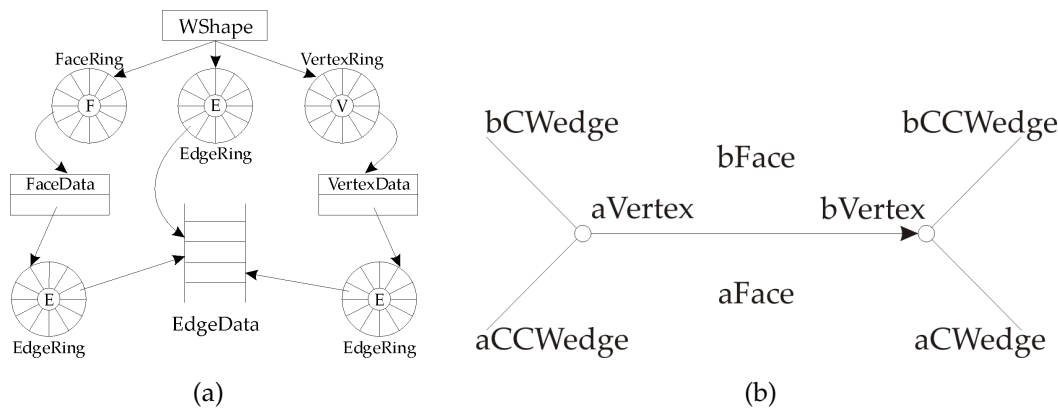 WShape
FaceRing
VertexRing
F
E
V
EdgeRing
FaceData
VertexData
E
E
EdgeData
EdgeRing
EdgeRing
(a)
bCWedge
bCCWedge
bFace
aVertex
bVertex
aFace
aCCWedge
aCWedge
(b)